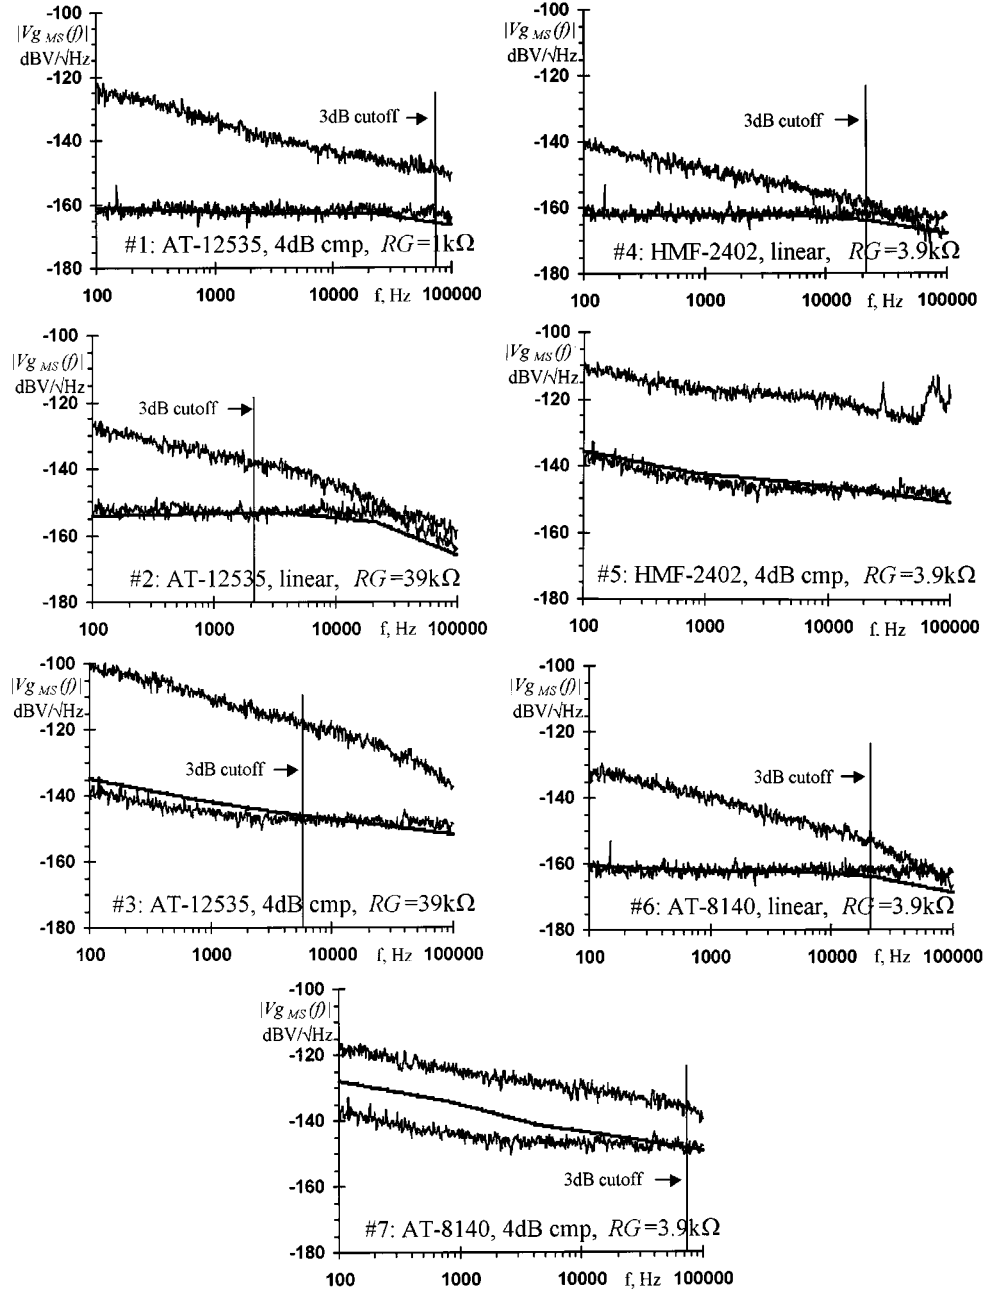 -100
|Vg MS(f)|
dBV/√Hz
-120
3dB cutoff
-140
-160
#1: AT-12535, 4dB cmp, RG=1kΩ
-180
100 1000 10000 f, Hz 100000
-100
|Vg MS(f)|
dBV/√Hz
-120
3dB cutoff
-140
-160
#4: HMF-2402, linear, RG=3.9kΩ
-180
100 1000 10000 f, Hz 100000
-100
|Vg MS(f)|
dBV/√Hz
-120
3dB cutoff
-140
-160
#2: AT-12535, linear, RG=39kΩ
-180
100 1000 10000 f, Hz 100000
-100
|Vg MS(f)
dBV/√Hz
-120
-140
-160
#5: HMF-2402, 4dB cmp, RG=3.9kΩ
-180
100 1000 10000 f. Hz 100000
-100
|Vg MS(f)|
dBV/√Hz
-120
3dB cutoff
-140
-160
#3: AT-12535, 4dB cmp, RG=39kΩ
-180
100 1000 10000 f, Hz 100000
-100
|Vg MS(f)|
dBV/√Hz
-120
3dB cutoff
-140
-160
#6: AT-8140, linear, RG=3.9kΩ
-180
100 1000 10000 f, Hz 100000
-100
|Vg MS(f)|
dBV/√Hz
-120
-140
-160
3dB cutoff
#7: AT-8140, 4dB cmp, RG=3.9kΩ
-180
100 1000 10000 f, Hz 100000